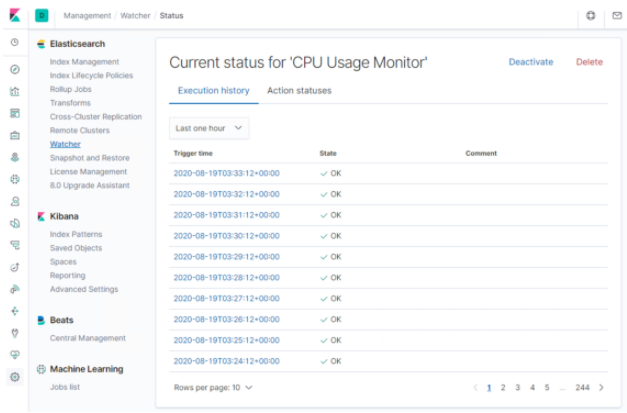 D
Management / Watcher / Status
Elasticsearch
Index Management
Index Lifecycle Policies
Rollup Jobs
Transforms
Cross-Cluster Replication
Remote Clusters
Watcher
Snapshot and Restore
License Management
8.0 Upgrade Assistant
Kibana
Index Patterns
Saved Objects
Spaces
Reporting
Advanced Settings
Beats
Central Management
Machine Learning
Jobs list
Current status for 'CPU Usage Monitor'
Deactivate Delete
Execution history Action statuses
Last one hour
Trigger time State Comment
2020-08-19T03:33:12+00:00 OK
2020-08-19T03:32:12+00:00 OK
2020-08-19T03:31:12+00:00 OK
2020-08-19T03:30:12+00:00 OK
2020-08-19T03:29:12+00:00 OK
2020-08-19T03:28:12+00:00 OK
2020-08-19T03:27:12+00:00 OK
2020-08-19T03:26:12+00:00 OK
2020-08-19T03:25:12+00:00 OK
2020-08-19T03:24:12+00:00 OK
Rows per page: 10 < 1 2 3 4 5 ... 244 >